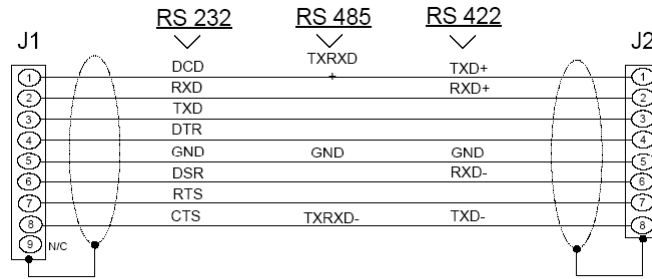 RS 232 RS 485 RS 422
J1 J2
DCD TXRXD + TXD+
1 1
RXD RXD+
2 2
TXD
3 3
DTR
4 4
GND GND GND
5 5
DSR RXD-
6 6
RTS
7 7
CTS TXRXD- TXD-
8 8
9 N/C